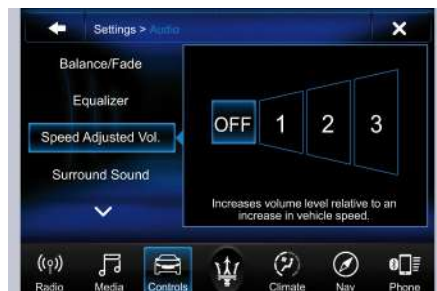 Settings > Audio
Balance/Fade
Equalizer
Speed Adjusted Vol.
Surround Sound
OFF 1 2 3
Increases volume level relative to an
increase in vehicle speed.
Radio Media Controls Climate Nav Phone